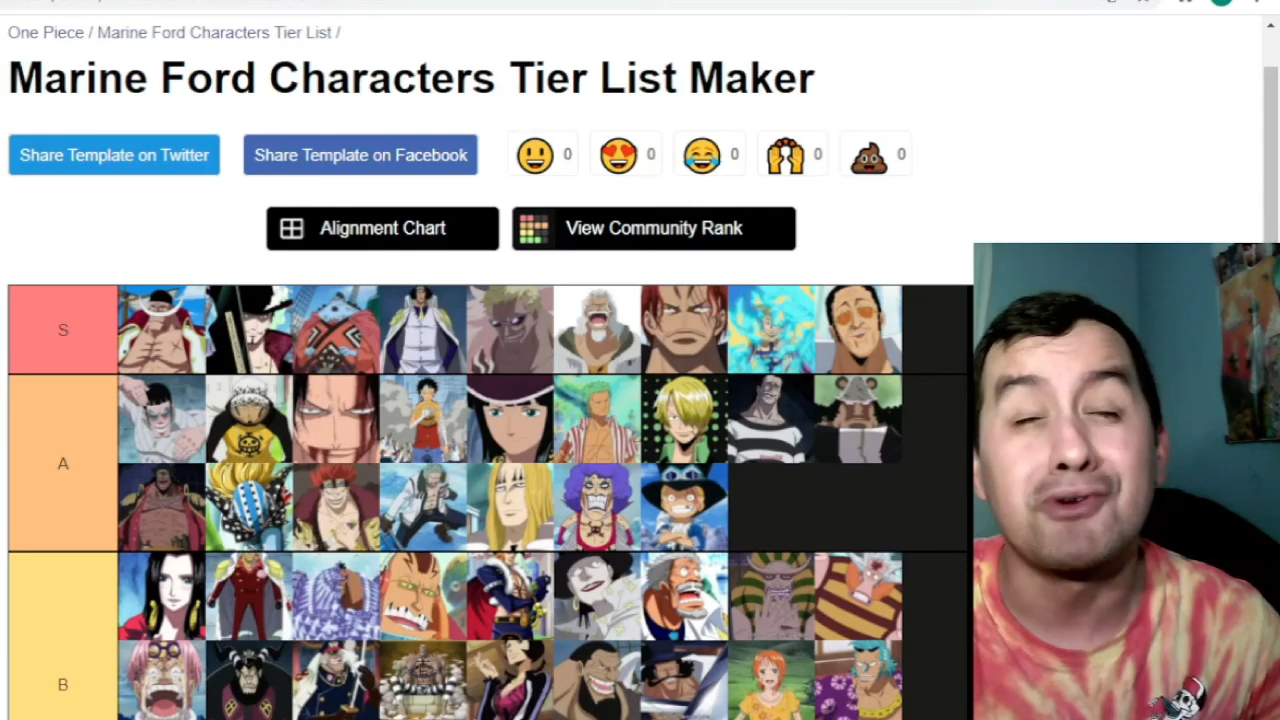 One Piece / Marine Ford Characters Tier List /
Marine Ford Characters Tier List Maker
Share Template on Twitter
Share Template on Facebook
0
0
0
0
0
Alignment Chart
View Community Rank
S
A
B